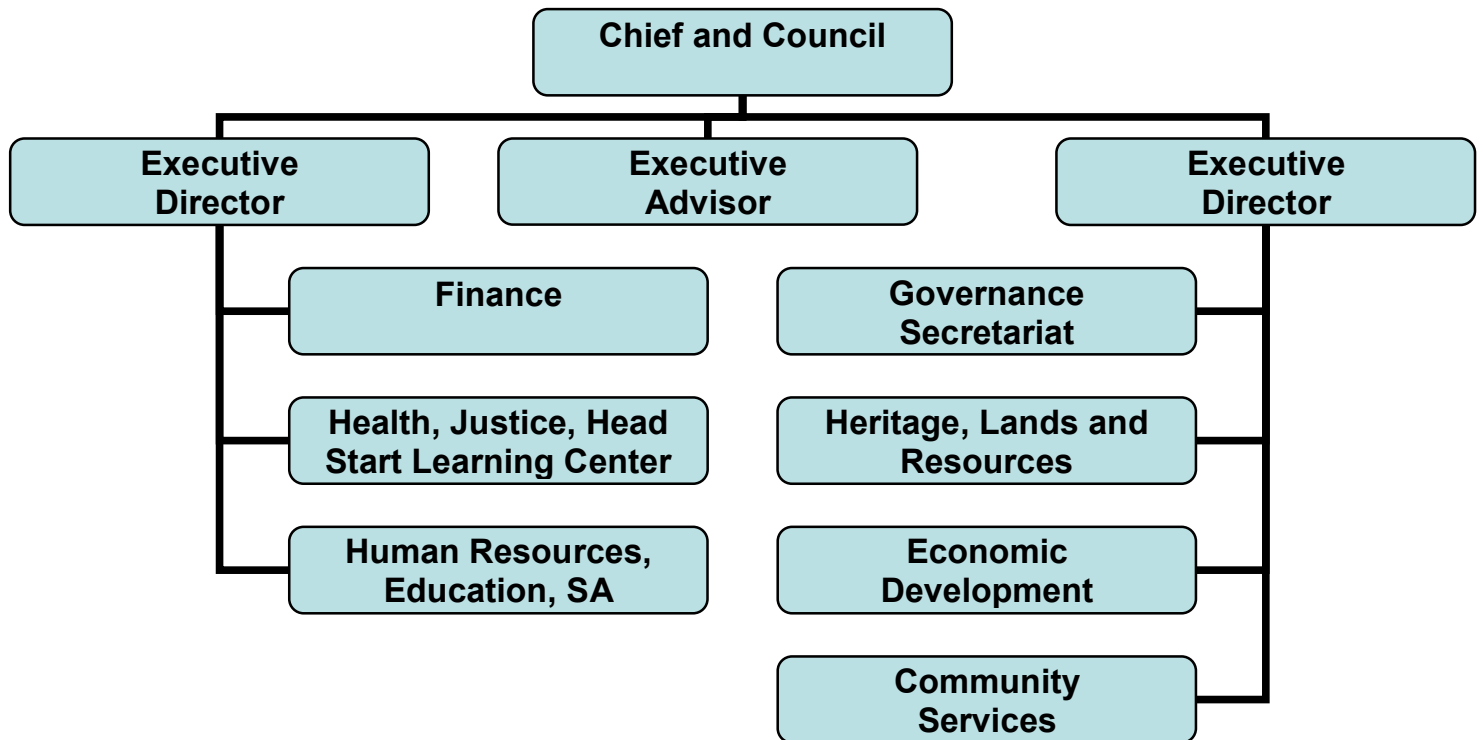 Chief and Council
Executive
Director
Executive
Advisor
Executive
Director
Finance
Governance
Secretariat
Health, Justice, Head
Start Learning Center
Heritage, Lands and
Resources
Human Resources,
Education, SA
Economic
Development
Community
Services